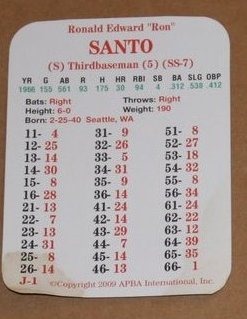 Ronald Edward "Ron"
SANTO
(S) Thirdbaseman (5) (SS-7)
YR G AB R H HR RBI SB BA SLG OBP
1966 155 561 93 175 30 94 4 .312 .538 .412
Bats: Right Throws: Right
Height: 6-0 Weight: 190
Born: 2-25-40 Seattle, WA
11- 4 31- 9 51- 8
12- 25 32- 26 52- 27
13- 14 33- 5 53- 18
14- 30 34- 31 54- 32
15- 8 35- 9 55- 8
16- 28 36- 14 56- 34
21- 13 41- 24 61- 24
22- 7 42- 13 62- 12
23- 13 43- 29 63- 12
24- 31 44- 7 64- 39
25- 8 45- 14 65- 35
26- 14 46- 13 66- 1
J-1
©Copyright 2009 APBA International, Inc.